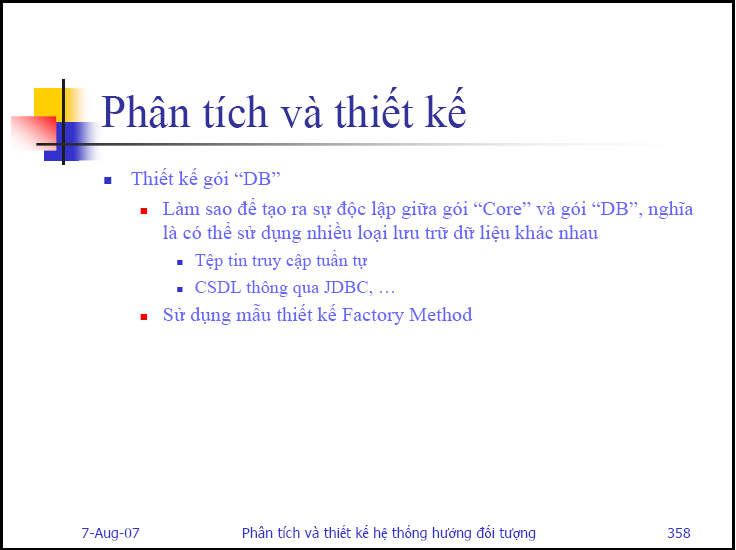 Phân tích và thiết kế
Thiết kế gói “DB”
Làm sao để tạo ra sự độc lập giữa gói “Core” và gói “DB”, nghĩa
là có thể sử dụng nhiều loại lưu trữ dữ liệu khác nhau
Tệp tin truy cập tuần tự
CSDL thông qua JDBC, …
Sử dụng mẫu thiết kế Factory Method
7-Aug-07 Phân tích và thiết kế hệ thống hướng đối tượng 358